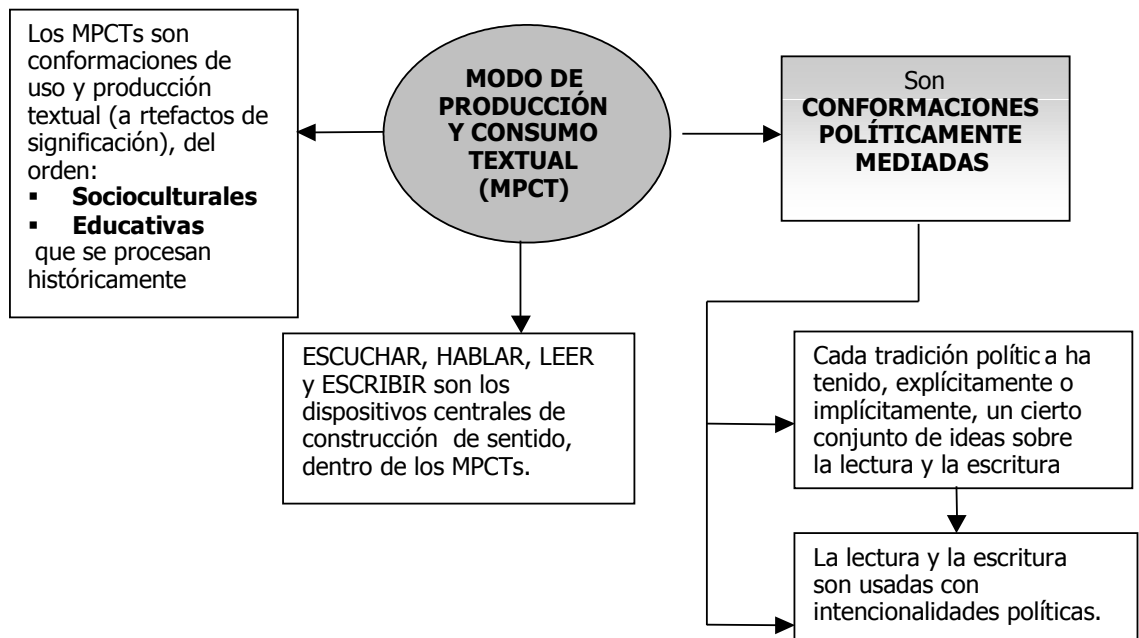 Los MPCTs son
conformaciones de
uso y producción
textual (a rtefactos de
significación), del
orden:
▪ Socioculturales
▪ Educativas
que se procesan
históricamente
MODO DE
PRODUCCIÓN
Y CONSUMO
TEXTUAL
(MPCT)
Son
CONFORMACIONES
POLÍTICAMENTE
MEDIADAS
ESCUCHAR, HABLAR, LEER
y ESCRIBIR son los
dispositivos centrales de
construcción de sentido,
dentro de los MPCTs.
Cada tradición polític a ha
tenido, explícitamente o
implícitamente, un cierto
conjunto de ideas sobre
la lectura y la escritura
La lectura y la escritura
son usadas con
intencionalidades políticas.